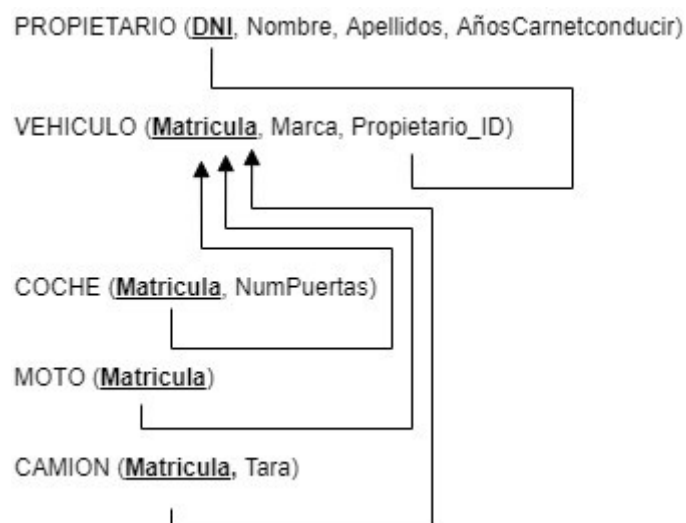 PROPIETARIO (DNI, Nombre, Apellidos, AñosCarnetconducir)
VEHICULO (Matricula, Marca, Propietario_ID)
COCHE (Matricula, NumPuertas)
MOTO (Matricula)
CAMION (Matricula, Tara)